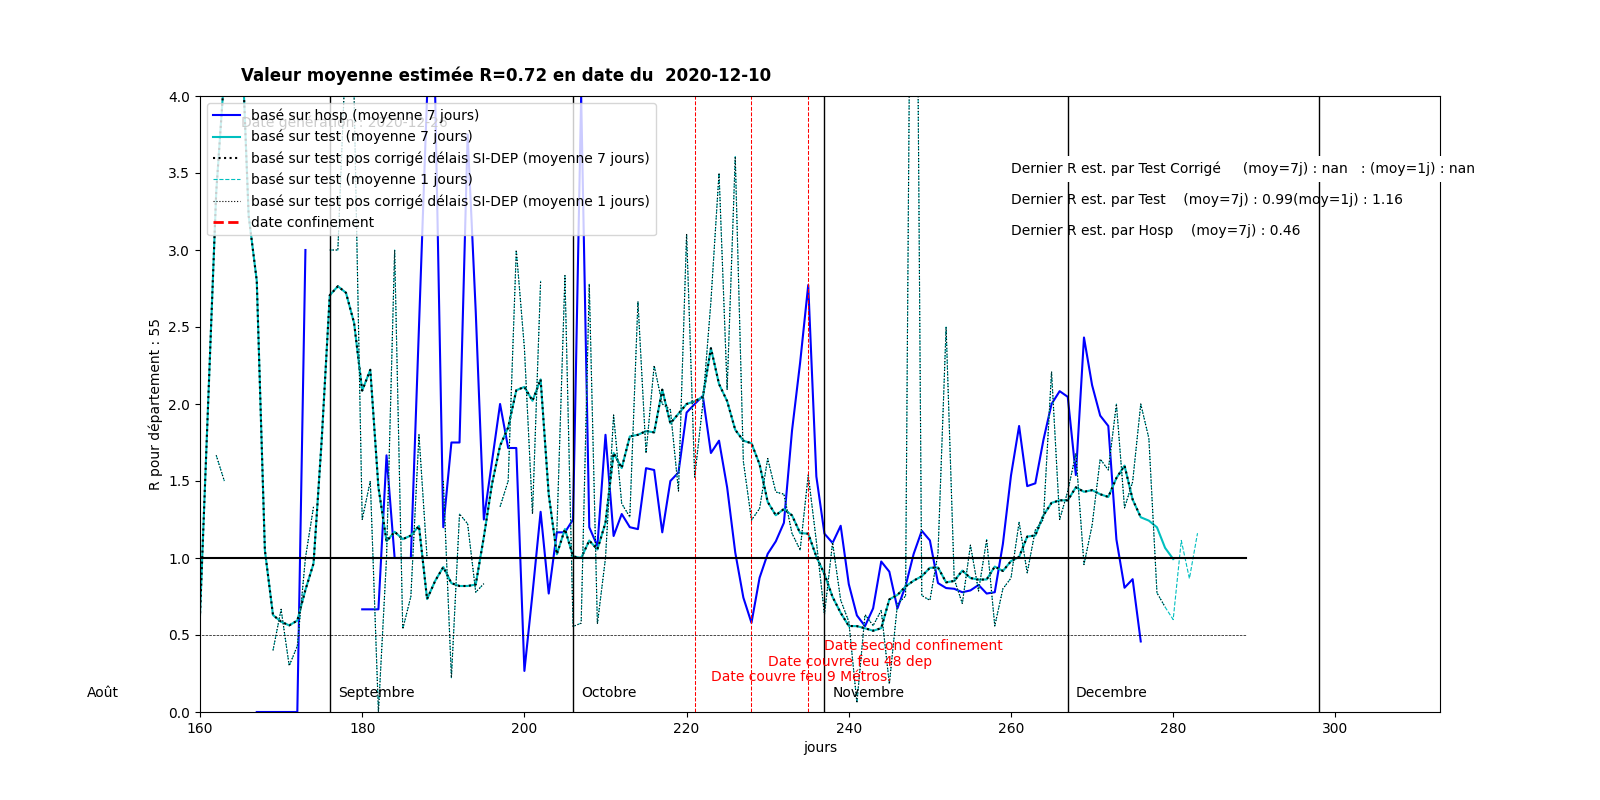 Valeur moyenne estimée R=0.72 en date du  2020-12-10
4.0
3.5
3.0
2.5
2.0
1.5
1.0
0.5
0.0
R pour département : 55
basé sur hosp (moyenne 7 jours)
basé sur test (moyenne 7 jours)
basé sur test pos corrigé délais SI-DEP (moyenne 7 jours)
basé sur test (moyenne 1 jours)
basé sur test pos corrigé délais SI-DEP (moyenne 1 jours)
date confinement
Dernier R est. par Test Corrigé     (moy=7j) : nan   : (moy=1j) : nan
Dernier R est. par Test    (moy=7j) : 0.99(moy=1j) : 1.16
Dernier R est. par Hosp    (moy=7j) : 0.46
Date second confinement
Date couvre feu 48 dep
Date couvre feu 9 Metros
Août
Septembre
Octobre
Novembre
Decembre
160
180
200
220
240
260
280
300
jours